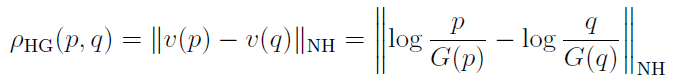 ρ_HG(p, q) = ‖v(p) − v(q)‖_NH = ‖log p/G(p) − log q/G(q)‖_NH